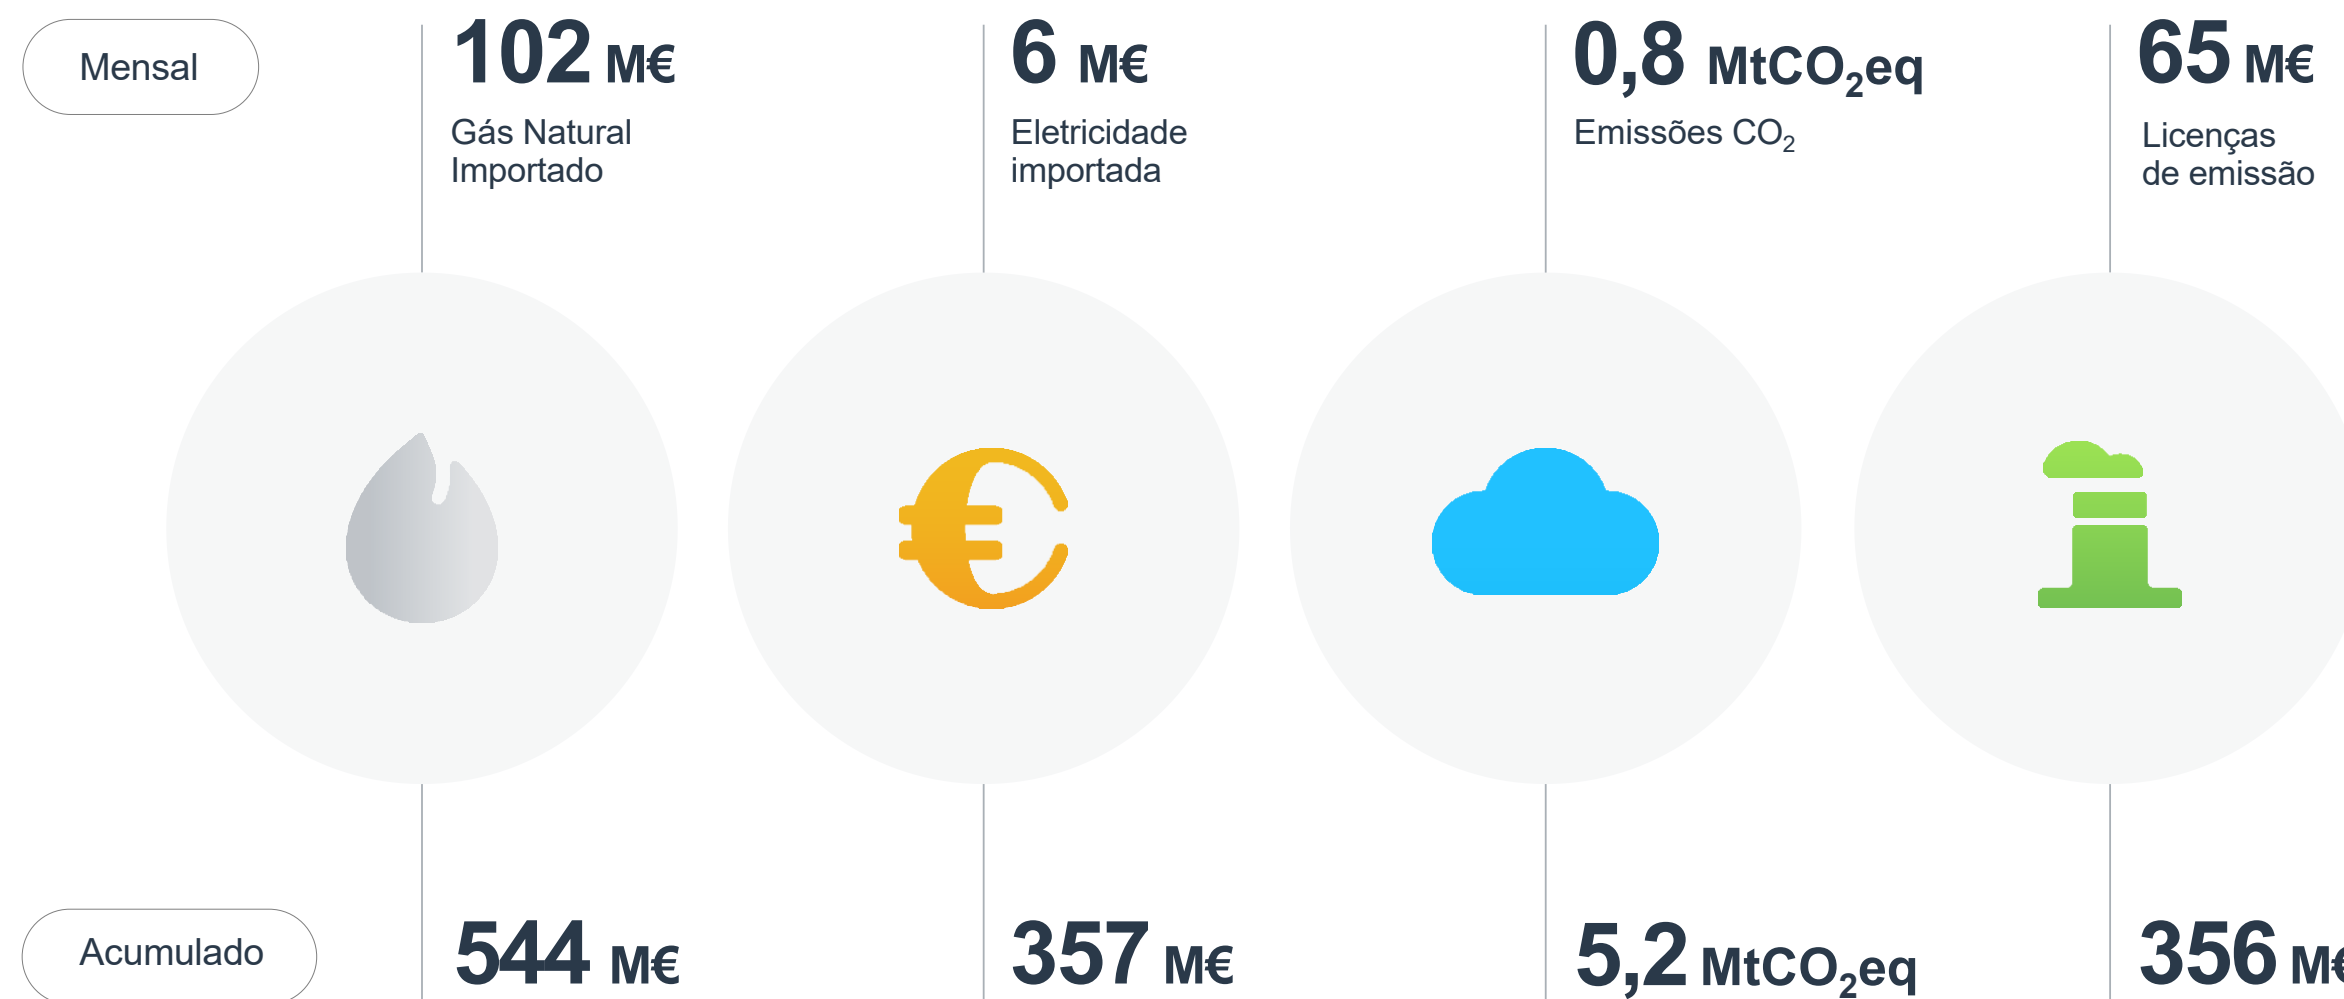 Mensal
102 M€
Gás Natural
Importado
6 M€
Eletricidade
importada
0,8 MtCO₂eq
Emissões CO₂
65 M€
Licenças
de emissão
Acumulado
544 M€
357 M€
5,2 MtCO₂eq
356 M€